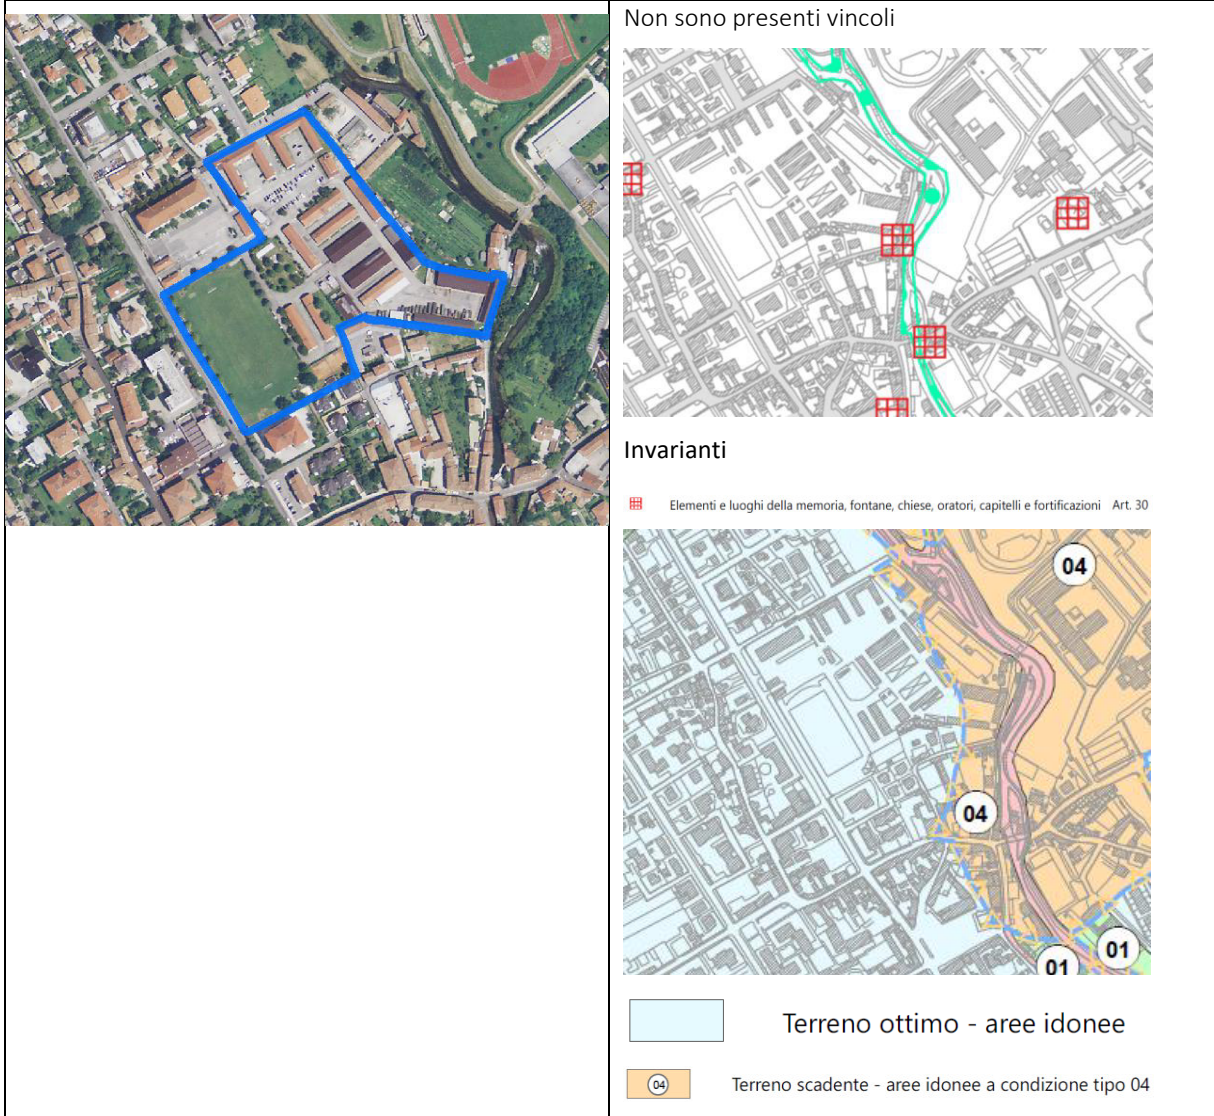 Non sono presenti vincoli
Invarianti
Elementi e luoghi della memoria, fontane, chiese, oratori, capitelli e fortificazioni Art. 30
04
04
01
01
Terreno ottimo - aree idonee
04 Terreno scadente - aree idonee a condizione tipo 04